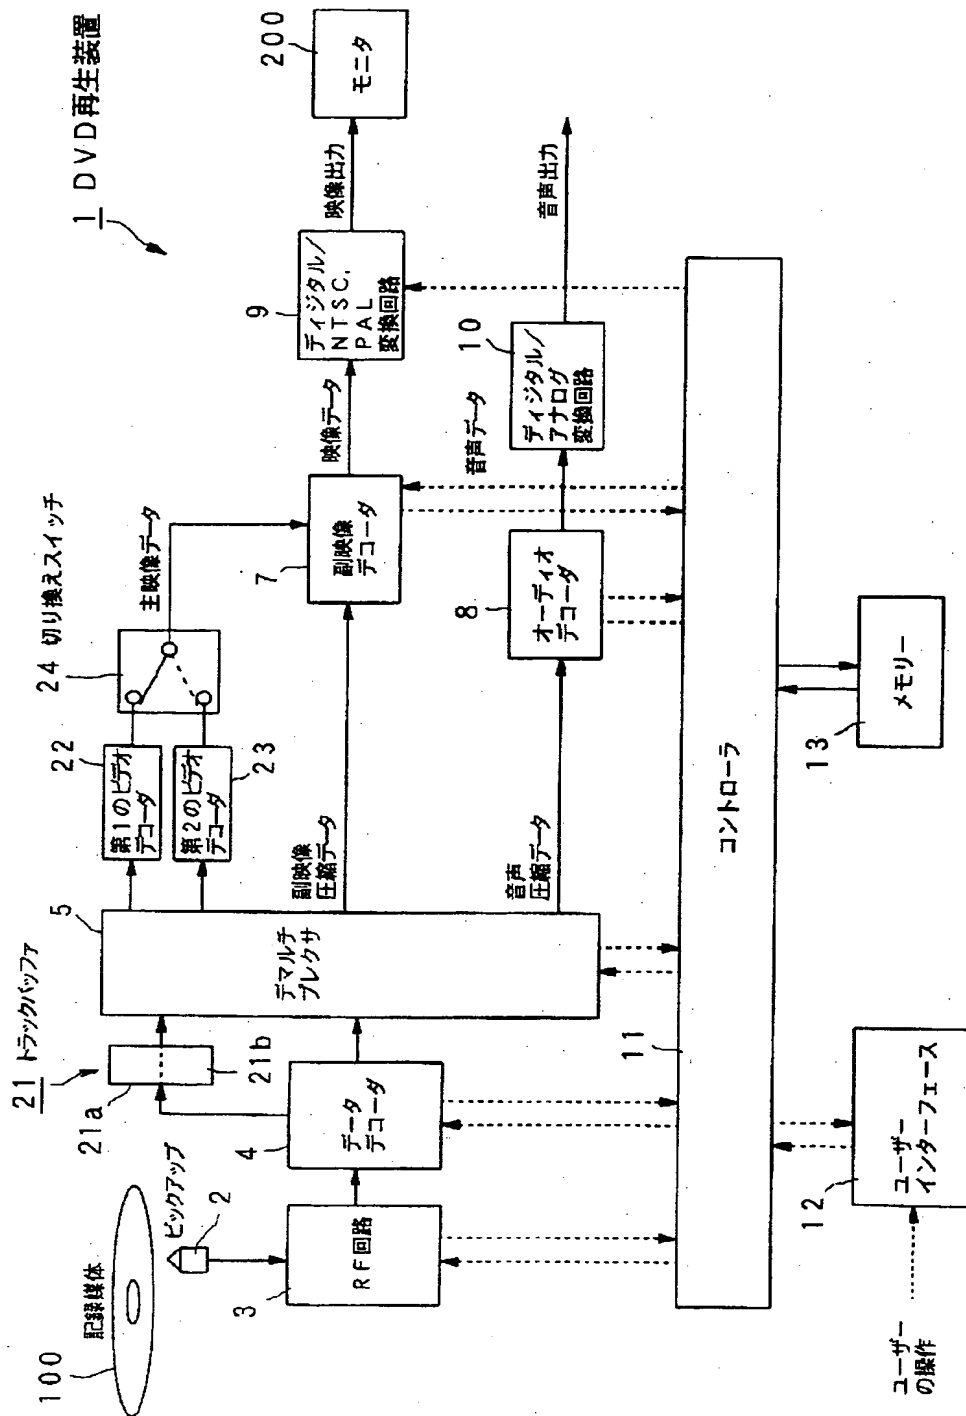 1 DVD再生装置
100
記録媒体
ピックアップ
2
3
RF回路
21 トラックバッファ
21a
21b
4
データ
デコーダ
5
デマルチ
プレクサ
22
第1のビデオ
デコーダ
第2のビデオ
デコーダ
23
24 切り換えスイッチ
主映像データ
副映像
圧縮データ
7
副映像
デコーダ
映像データ
9
ディジタル／
NTSC,
PAL
変換回路
映像出力
200
モニタ
音声
圧縮データ
8
オーディオ
デコーダ
音声データ
10
ディジタル／
アナログ
変換回路
音声出力
11
コントローラ
12
ユーザー
インターフェース
ユーザー
の操作
13
メモリー